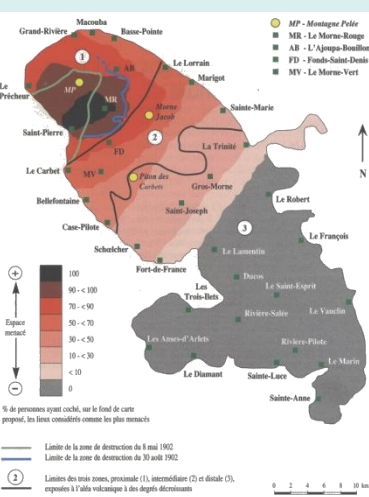 MP - Montagne Pelée
MR - Le Morne-Rouge
AB - L'Ajoupa-Bouillon
FD - Fonds-Saint-Denis
MV - Le Morne-Vert
Macouba
Grand-Rivière
Basse-Pointe
1
AB
Le Lorrain
Marigot
MP
Le
Prêcheur
MR
Morne
Jacob
Sainte-Marie
Saint-Pierre
2
La Trinité
FD
N
Le Carbet
MV
Piton des
Carbets
Gros-Morne
Bellefontaine
Le Robert
Saint-Joseph
Case-Pilote
3
Schœlcher
Le François
Le Lamentin
Fort-de-France
Ducos
Le Saint-Esprit
Les
Trois-Ilets
Le Vauclin
Rivière-Salée
Les Anses-d'Arlets
Rivière-Pilote
Le Marin
Le Diamant
Sainte-Luce
Sainte-Anne
+
Espace
menacé
−
100
90 - < 100
70 - < 90
50 - < 70
30 - < 50
10 - < 30
< 10
0
% de personnes ayant coché, sur le fond de carte
proposé, les lieux considérés comme les plus menacés
Limite de la zone de destruction du 8 mai 1902
Limite de la zone de destruction du 30 août 1902
2
Limites des trois zones, proximale (1), intermédiaire (2) et distale (3),
exposées à l'aléa volcanique à des degrés décroissants
0 2 4 6 8 10 km